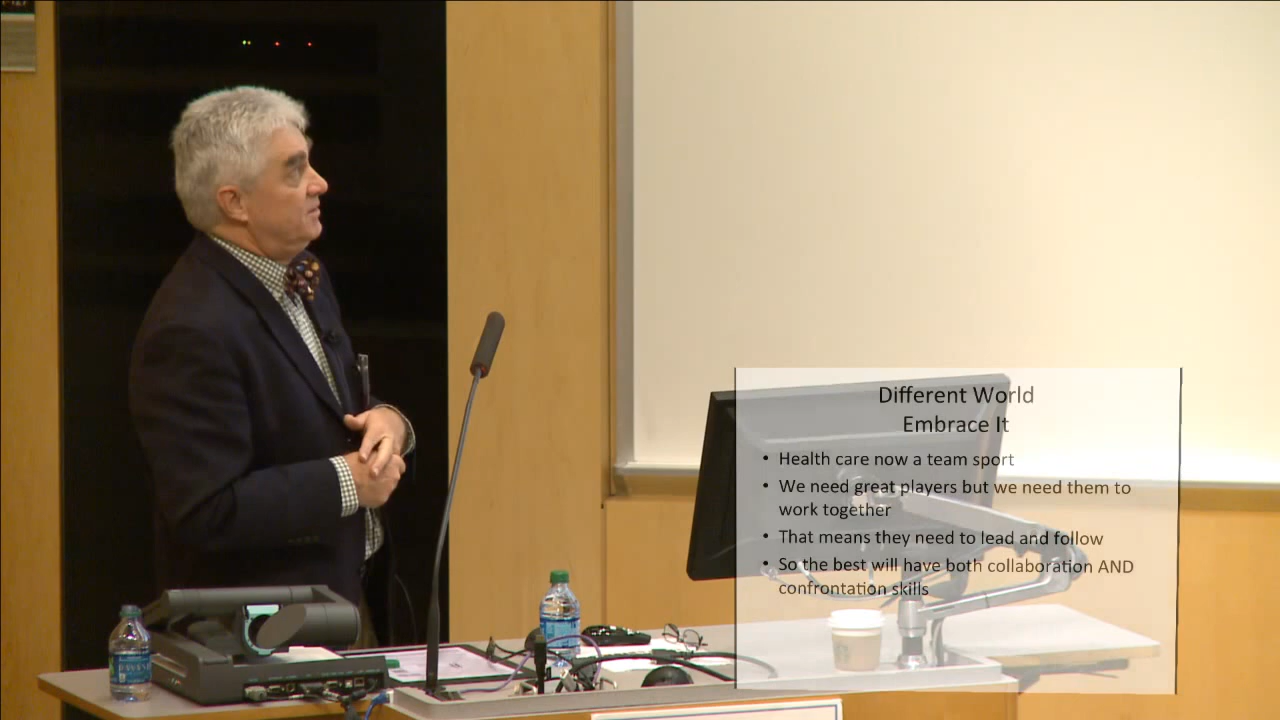 Different World
Embrace It
• Health care now a team sport
• We need great players but we need them to
work together
• That means they need to lead and follow
• So the best will have both collaboration AND
confrontation skills